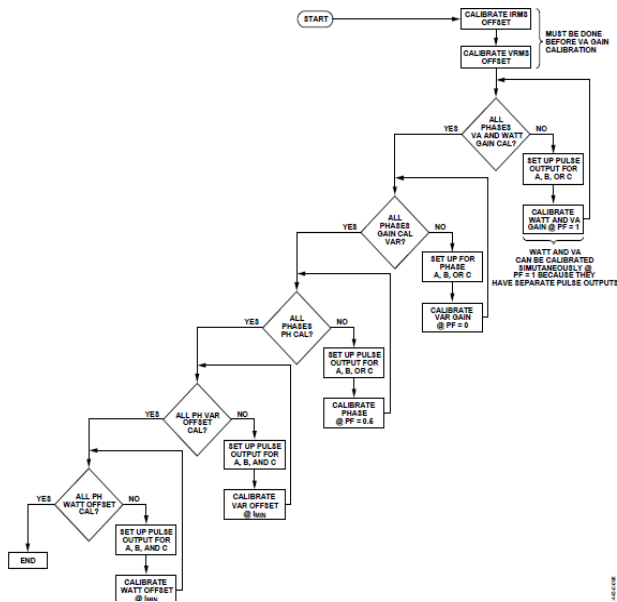 START
CALIBRATE IRMS
OFFSET
CALIBRATE VRMS
OFFSET
MUST BE DONE
BEFORE VA GAIN
CALIBRATION
ALL
PHASES
VA AND WATT
GAIN CAL?
YES
NO
SET UP PULSE
OUTPUT FOR
A, B, OR C
CALIBRATE
WATT AND VA
GAIN @ PF = 1
WATT AND VA
CAN BE CALIBRATED
SIMUTANEOUSLY @
PF = 1 BECAUSE THEY
HAVE SEPARATE PULSE OUTPUTS
ALL
PHASES
GAIN CAL
VAR?
YES
NO
SET UP FOR
PHASE
A, B, OR C
CALIBRATE
VAR GAIN
@ PF = 0
ALL
PHASES
PH CAL?
YES
NO
SET UP PULSE
OUTPUT FOR
A, B, OR C
CALIBRATE
PHASE
@ PF = 0.5
ALL PH VAR
OFFSET
CAL?
YES
NO
SET UP PULSE
OUTPUT FOR
A, B, AND C
CALIBRATE
VAR OFFSET
@ IMIN
ALL PH
WATT OFFSET
CAL?
YES
NO
SET UP PULSE
OUTPUT FOR
A, B, AND C
CALIBRATE
WATT OFFSET
@ IMIN
END